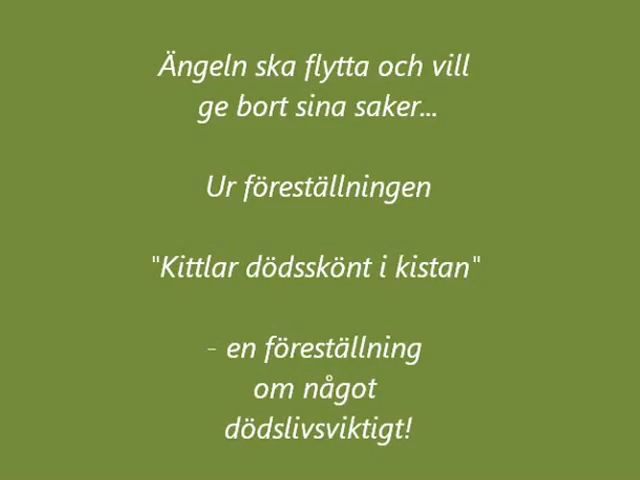 Ängeln ska flytta och vill
ge bort sina saker...
Ur föreställningen
"Kittlar dödsskönt i kistan"
- en föreställning
om något
dödslivsviktigt!